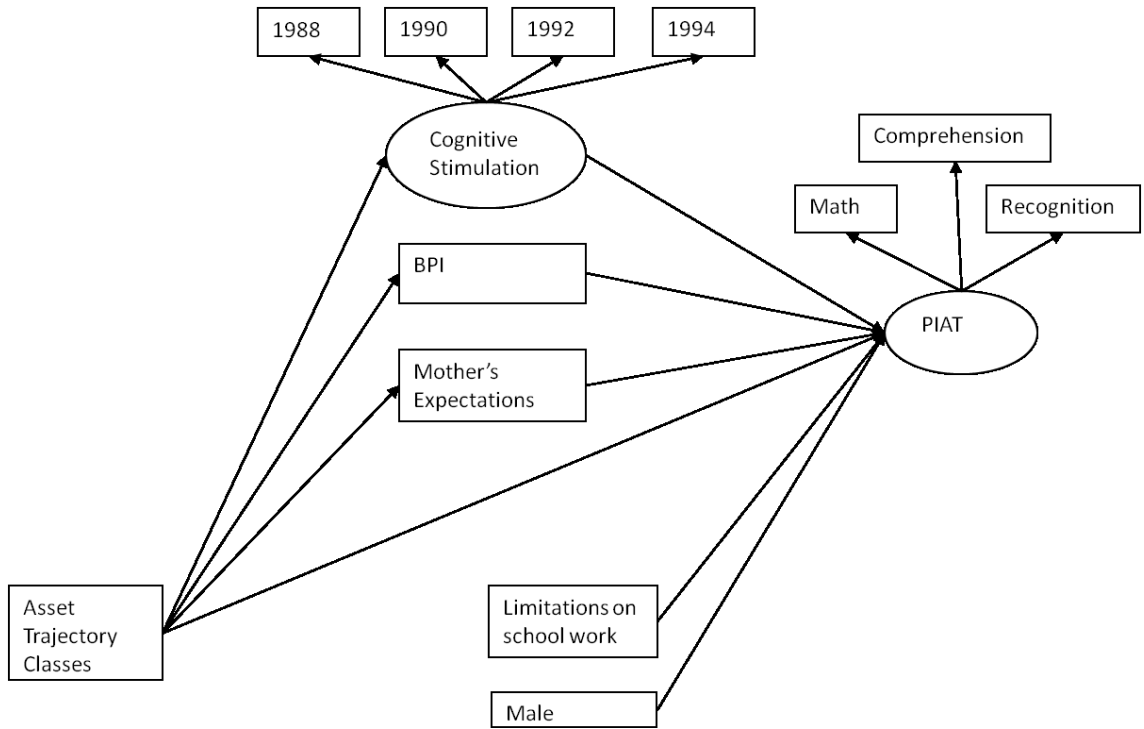 1988
1990
1992
1994
Cognitive
Stimulation
Comprehension
Math
Recognition
BPI
PIAT
Mother’s
Expectations
Asset
Trajectory
Classes
Limitations on
school work
Male